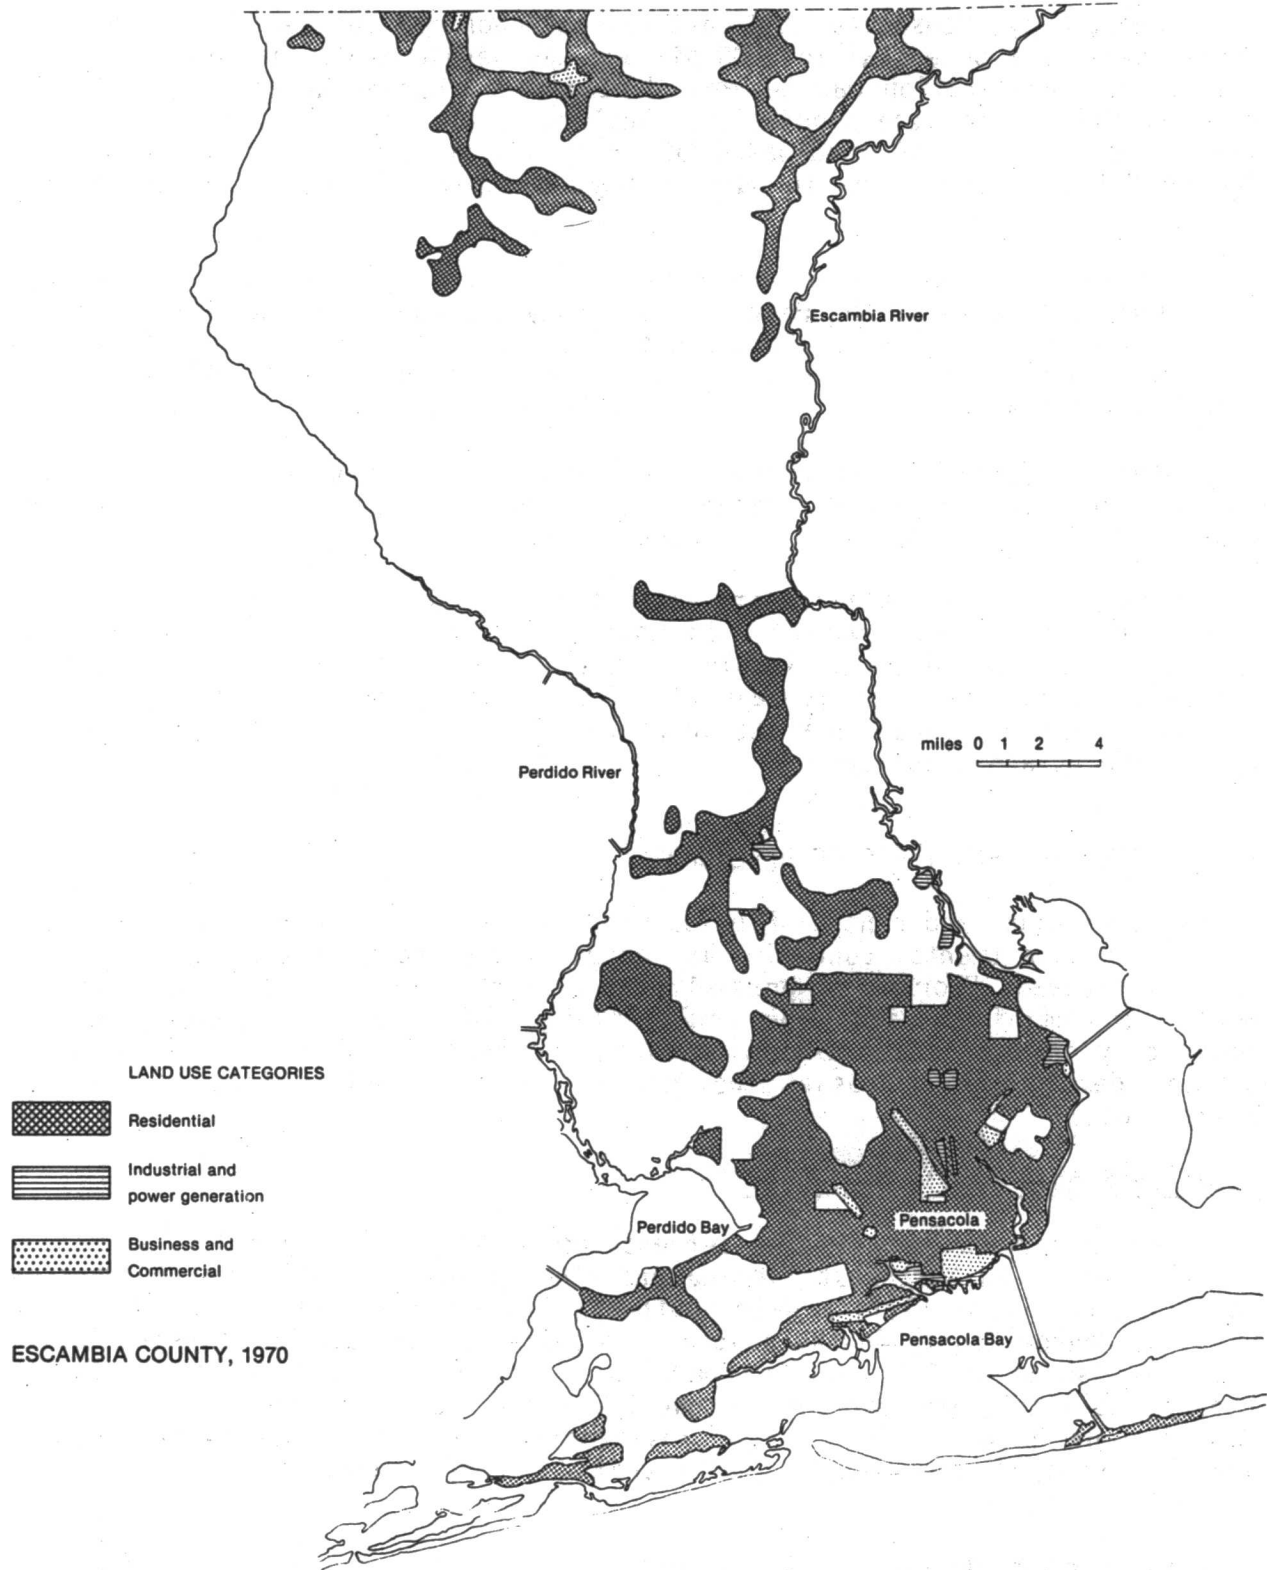 Escambia River
miles 0 1 2 4
Perdido River
LAND USE CATEGORIES
Residential
Industrial and
power generation
Business and
Commercial
Pensacola
Perdido Bay
Pensacola Bay
ESCAMBIA COUNTY, 1970